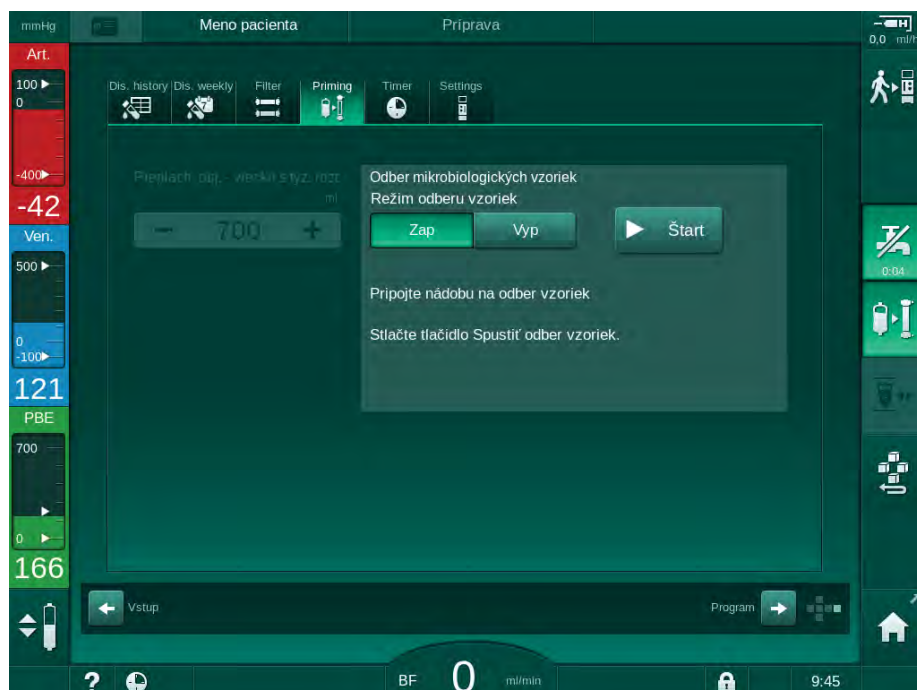 mmHg
Meno pacienta
Príprava
0,0 ml/h
Art.
100
0
-400
-42
Ven.
500
0
-100
121
PBE
700
0
166
Dis. history
Dis. weekly
Filter
Priming
Timer
Settings
ml
700
Odber mikrobiologických vzoriek
Režim odberu vzoriek
Zap
Vyp
Štart
Pripojte nádobu na odber vzoriek
Stlačte tlačidlo Spustiť odber vzoriek.
0:04
Vstup
Program
?
BF 0 ml/min
9:45